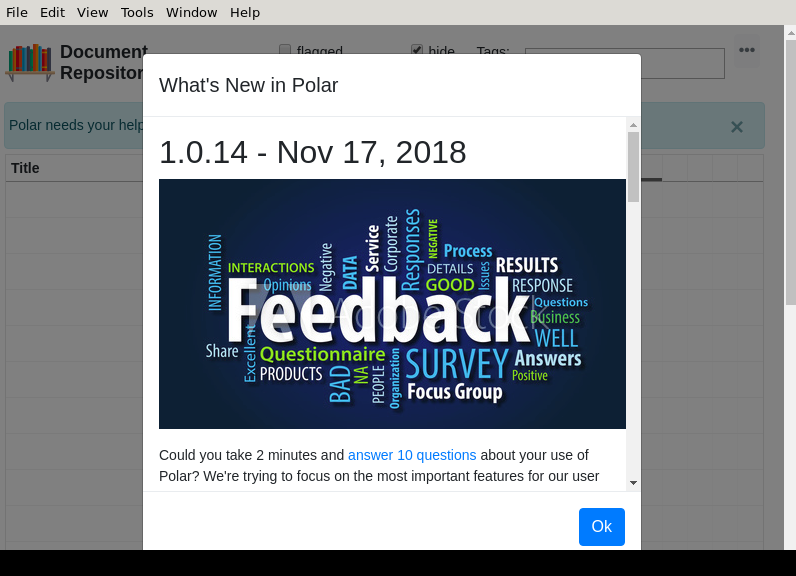 File Edit View Tools Window Help
Document
flagged hide Tags:
What's New in Polar
Polar needs your help
Title
1.0.14 - Nov 17, 2018
INFORMATION
INTERACTIONS
Opinions
Negative
DATA
Service
Corporate
Responses
NEGATIVE
Process
DETAILS
Issues
RESULTS
GOOD
RESPONSE
Feedback
Questions
Business
WELL
Share
Excellent
Questionnaire
PRODUCTS
BAD
NA
PEOPLE
Organization
SURVEY
Answers
Positive
Focus Group
Could you take 2 minutes and answer 10 questions about your use of
Polar? We're trying to focus on the most important features for our user
Ok